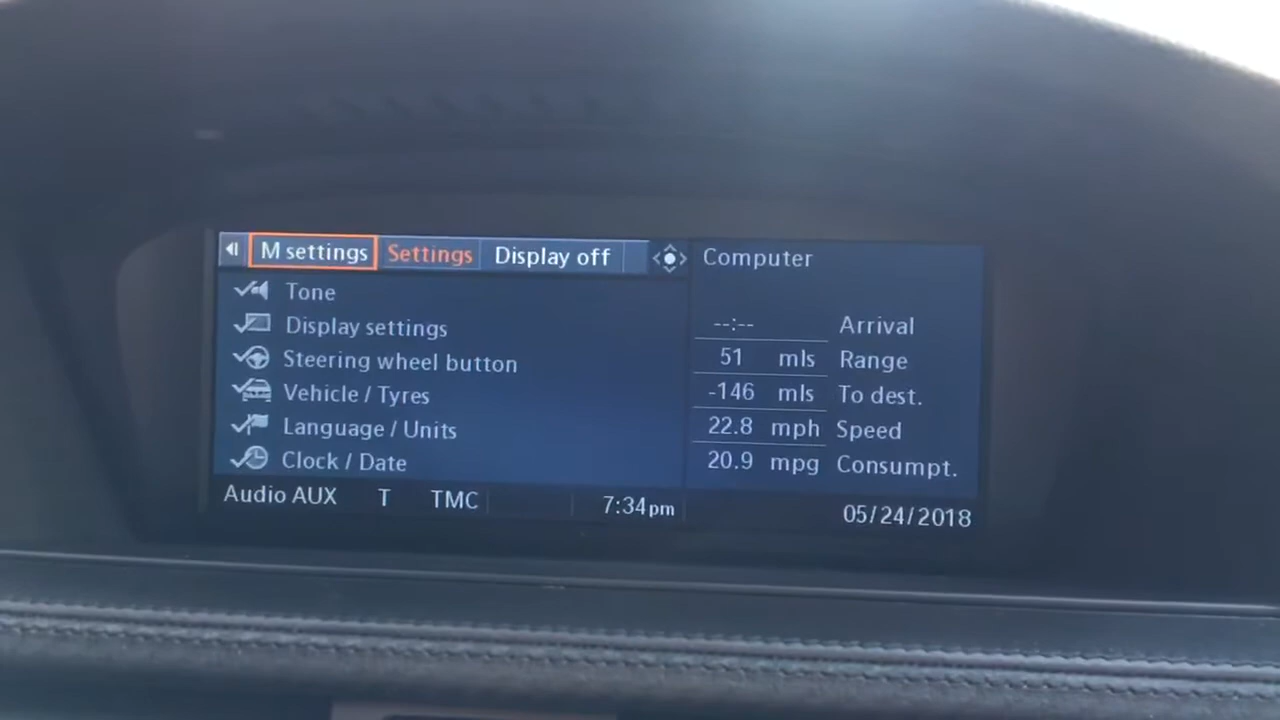 M settings Settings Display off
Tone
Display settings
Steering wheel button
Vehicle / Tyres
Language / Units
Clock / Date
Computer
--:-- Arrival
51 mls Range
-146 mls To dest.
22.8 mph Speed
20.9 mpg Consumpt.
Audio AUX T TMC 7:34pm 05/24/2018